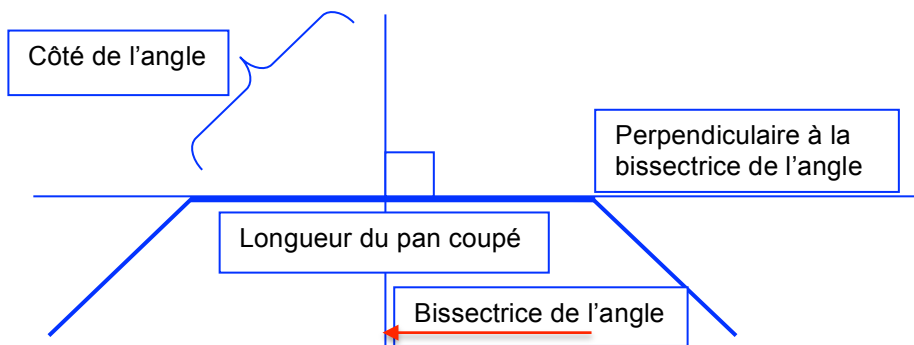 Côté de l’angle
Perpendiculaire à la
bissectrice de l’angle
Longueur du pan coupé
Bissectrice de l’angle